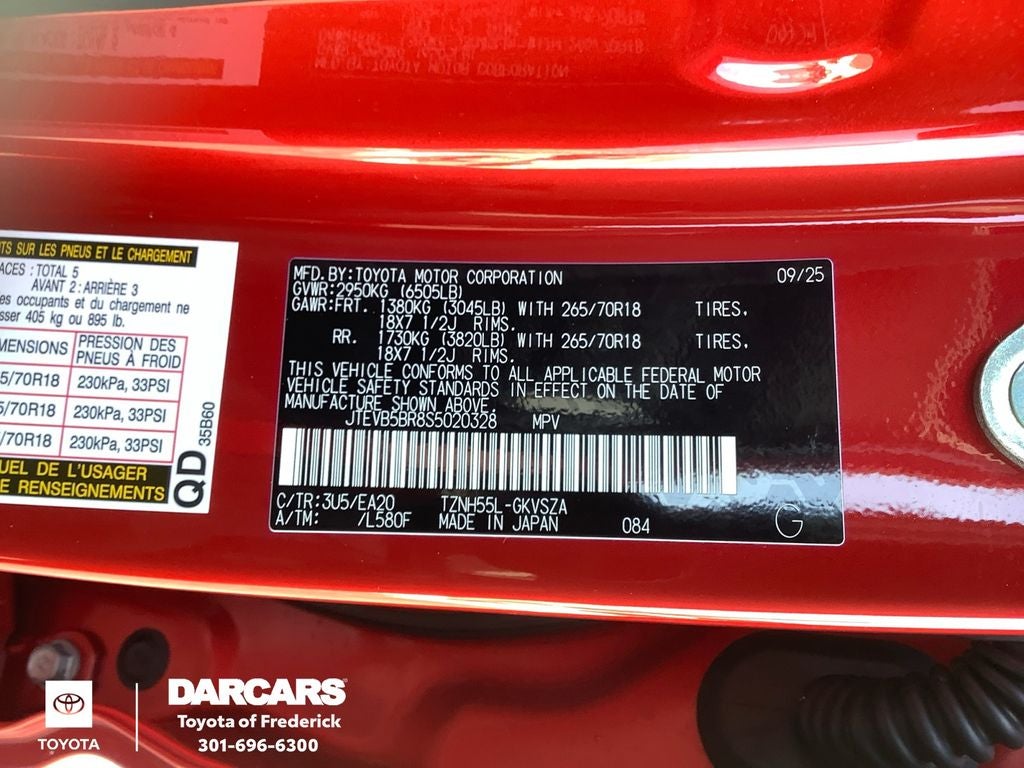 TS SUR LES PNEUS ET LE CHARGEMENT
ACES : TOTAL 5
AVANT 2 : ARRIÈRE 3
es occupants et du chargement ne
sser 405 kg ou 895 lb.
MENSIONS PRESSION DES PNEUS À FROID
5/70R18 230kPa, 33PSI
5/70R18 230kPa, 33PSI
/70R18 230kPa, 33PSI
UEL DE L'USAGER
E RENSEIGNEMENTS
QD 35B60
MFD. BY: TOYOTA MOTOR CORPORATION 09/25
GVWR: 2950KG (6505LB)
GAWR: FRT. 1380KG (3045LB) WITH 265/70R18 TIRES,
18X7 1/2J RIMS.
RR. 1730KG (3820LB) WITH 265/70R18 TIRES,
18X7 1/2J RIMS.
THIS VEHICLE CONFORMS TO ALL APPLICABLE FEDERAL MOTOR
VEHICLE SAFETY STANDARDS IN EFFECT ON THE DATE OF
MANUFACTURE SHOWN ABOVE.
JTEVB5BR8S5020328 MPV
C/TR: 3U5/EA20 TZNH55L-GKVSZA
A/TM: /L580F MADE IN JAPAN 084 G
TOYOTA
DARCARS
Toyota of Frederick
301-696-6300